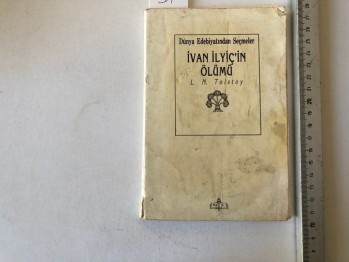 Dünya Edebiyatından Seçmeler
İVAN İLYİÇ'İN
ÖLÜMÜ
L. N. Tolstoy